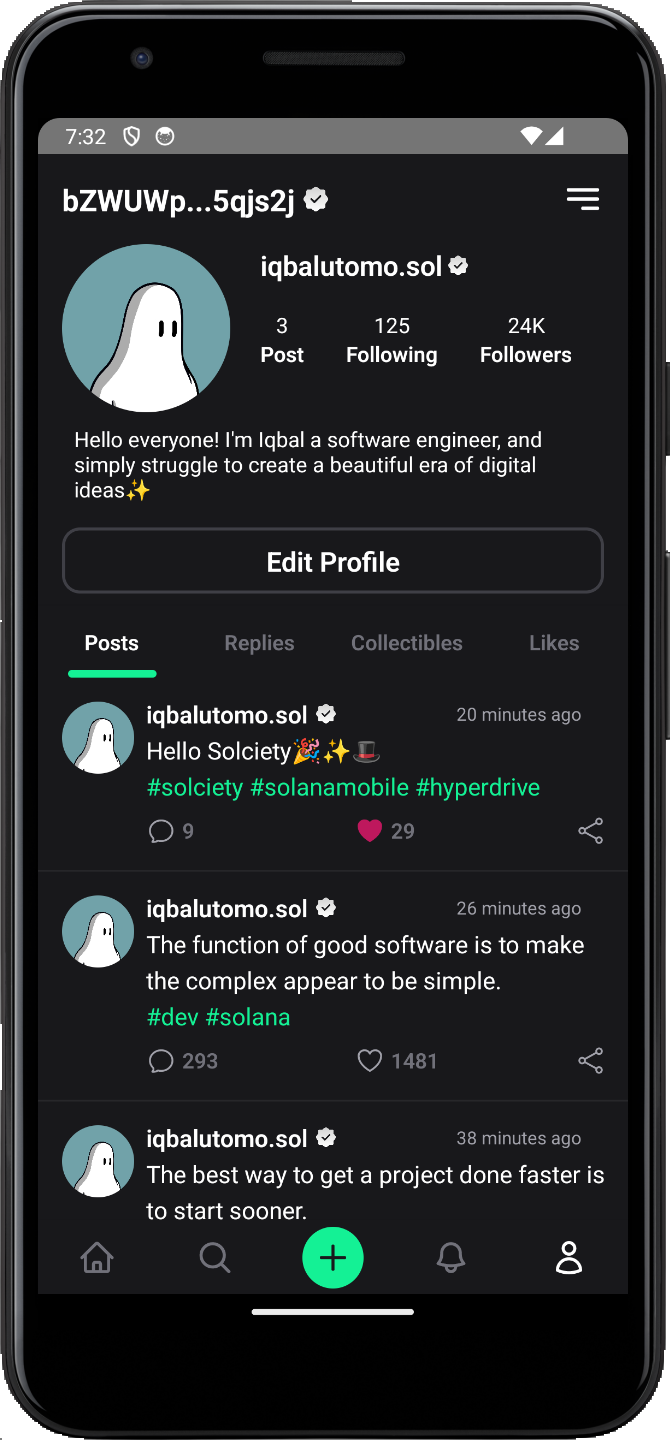 7:32
bZWUWp...5qjs2j
iqbalutomo.sol
3 125 24K
Post Following Followers
Hello everyone! I'm Iqbal a software engineer, and
simply struggle to create a beautiful era of digital
ideas✨
Edit Profile
Posts Replies Collectibles Likes
iqbalutomo.sol 20 minutes ago
Hello Solciety🎉✨🎩
#solciety #solanamobile #hyperdrive
9 29
iqbalutomo.sol 26 minutes ago
The function of good software is to make
the complex appear to be simple.
#dev #solana
293 1481
iqbalutomo.sol 38 minutes ago
The best way to get a project done faster is
to start sooner.